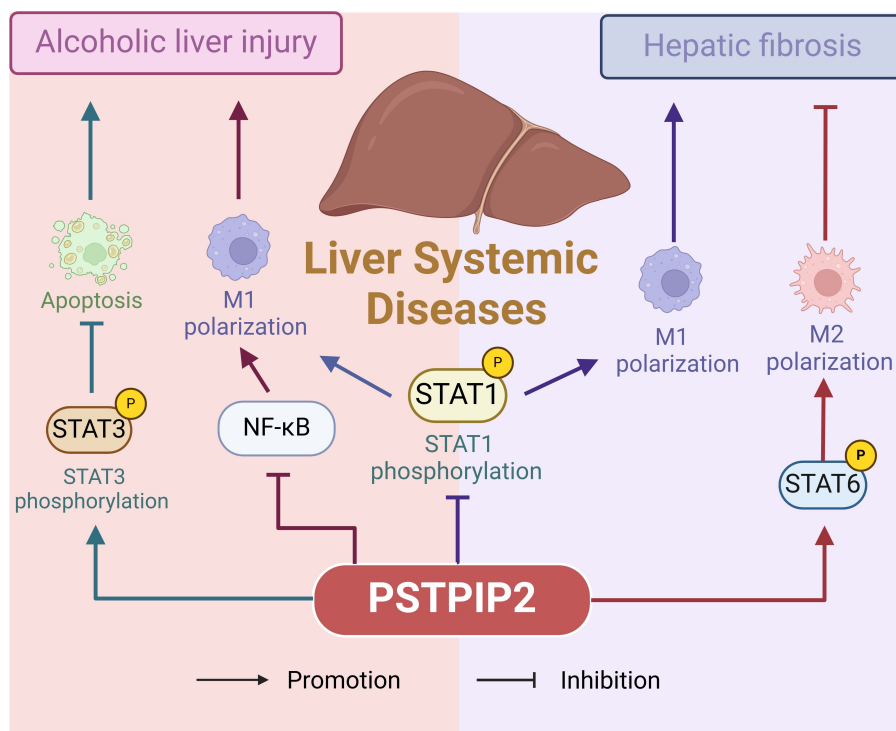 Alcoholic liver injury
Hepatic fibrosis
Liver Systemic
Diseases
Apoptosis
M1
polarization
M1
polarization
M2
polarization
P
STAT3
STAT3
phosphorylation
NF-κB
P
STAT1
STAT1
phosphorylation
P
STAT6
PSTPIP2
Promotion
Inhibition